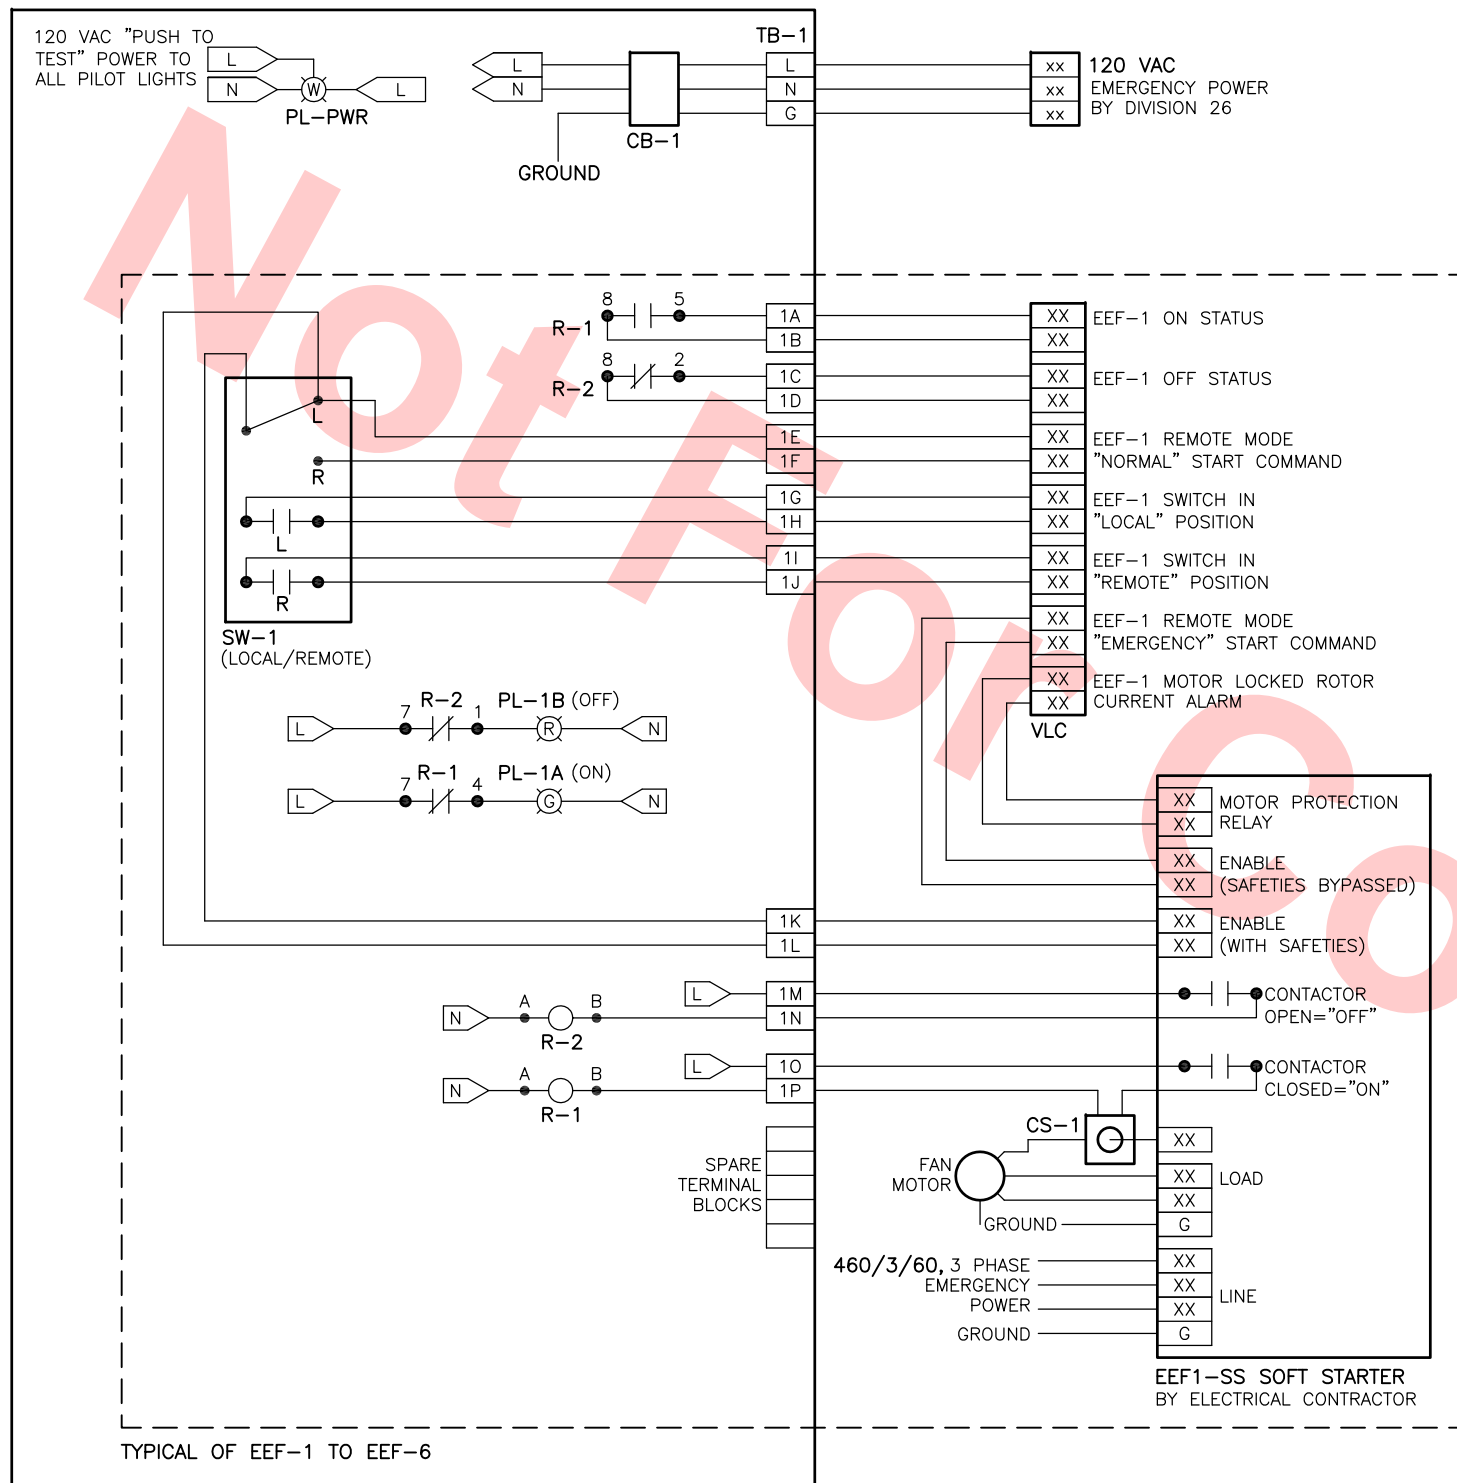 120 VAC "PUSH TO
TEST" POWER TO
ALL PILOT LIGHTS
L
N
W
L
PL-PWR
L
N
CB-1
GROUND
TB-1
L
N
G
xx
xx
xx
120 VAC
EMERGENCY POWER
BY DIVISION 26
8
5
R-1
1A
1B
XX
XX
EEF-1 ON STATUS
8
2
R-2
1C
1D
XX
XX
EEF-1 OFF STATUS
L
R
1E
1F
XX
XX
EEF-1 REMOTE MODE
"NORMAL" START COMMAND
L
1G
1H
XX
XX
EEF-1 SWITCH IN
"LOCAL" POSITION
R
1I
1J
XX
XX
EEF-1 SWITCH IN
"REMOTE" POSITION
SW-1
(LOCAL/REMOTE)
XX
XX
EEF-1 REMOTE MODE
"EMERGENCY" START COMMAND
XX
XX
EEF-1 MOTOR LOCKED ROTOR
CURRENT ALARM
VLC
L
7
R-2
1
PL-1B (OFF)
R
N
L
7
R-1
4
PL-1A (ON)
G
N
XX
XX
MOTOR PROTECTION
RELAY
XX
XX
ENABLE
(SAFETIES BYPASSED)
1K
1L
XX
XX
ENABLE
(WITH SAFETIES)
N
A
B
R-2
L
1M
1N
CONTACTOR
OPEN="OFF"
N
A
B
R-1
L
1O
1P
CONTACTOR
CLOSED="ON"
SPARE
TERMINAL
BLOCKS
CS-1
FAN
MOTOR
GROUND
XX
XX
XX
G
LOAD
460/3/60, 3 PHASE
EMERGENCY
POWER
GROUND
XX
XX
XX
G
LINE
EEF1-SS SOFT STARTER
BY ELECTRICAL CONTRACTOR
TYPICAL OF EEF-1 TO EEF-6
Not For Co